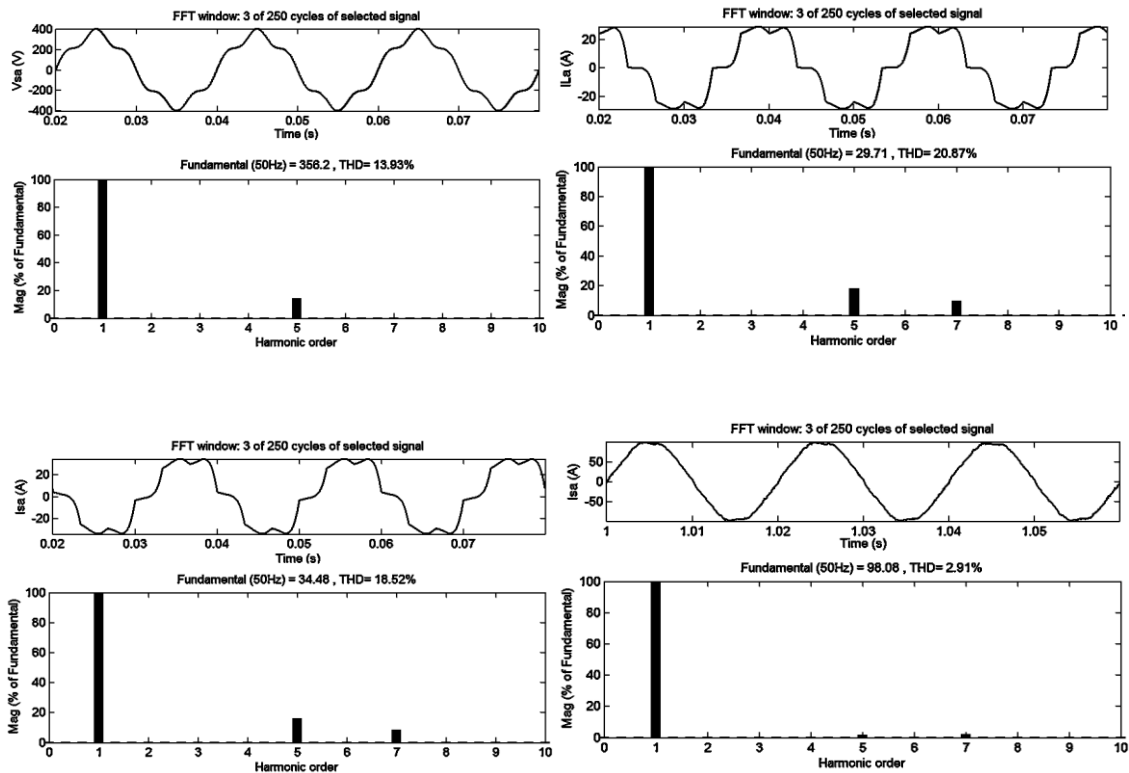 FFT window: 3 of 250 cycles of selected signal
Vsa (V)
400
200
0
-200
-400
0.02 0.03 0.04 0.05 0.06 0.07
Time (s)
Fundamental (50Hz) = 356.2 , THD= 13.93%
Mag (% of Fundamental)
100
80
60
40
20
0
0 1 2 3 4 5 6 7 8 9 10
Harmonic order
FFT window: 3 of 250 cycles of selected signal
ILa (A)
20
0
-20
0.02 0.03 0.04 0.05 0.06 0.07
Time (s)
Fundamental (50Hz) = 29.71 , THD= 20.87%
Mag (% of Fundamental)
100
80
60
40
20
0
0 1 2 3 4 5 6 7 8 9 10
Harmonic order
FFT window: 3 of 250 cycles of selected signal
Isa (A)
20
0
-20
0.02 0.03 0.04 0.05 0.06 0.07
Time (s)
Fundamental (50Hz) = 34.48 , THD= 18.52%
Mag (% of Fundamental)
100
80
60
40
20
0
0 1 2 3 4 5 6 7 8 9 10
Harmonic order
FFT window: 3 of 250 cycles of selected signal
Isa (A)
50
0
-50
1 1.01 1.02 1.03 1.04 1.05
Time (s)
Fundamental (50Hz) = 98.08 , THD= 2.91%
Mag (% of Fundamental)
100
80
60
40
20
0
0 1 2 3 4 5 6 7 8 9 10
Harmonic order